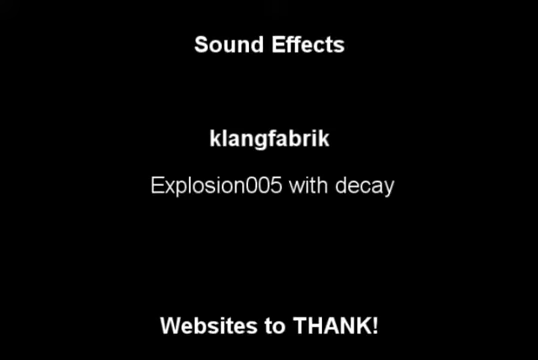 Sound Effects
klangfabrik
Explosion005 with decay
Websites to THANK!